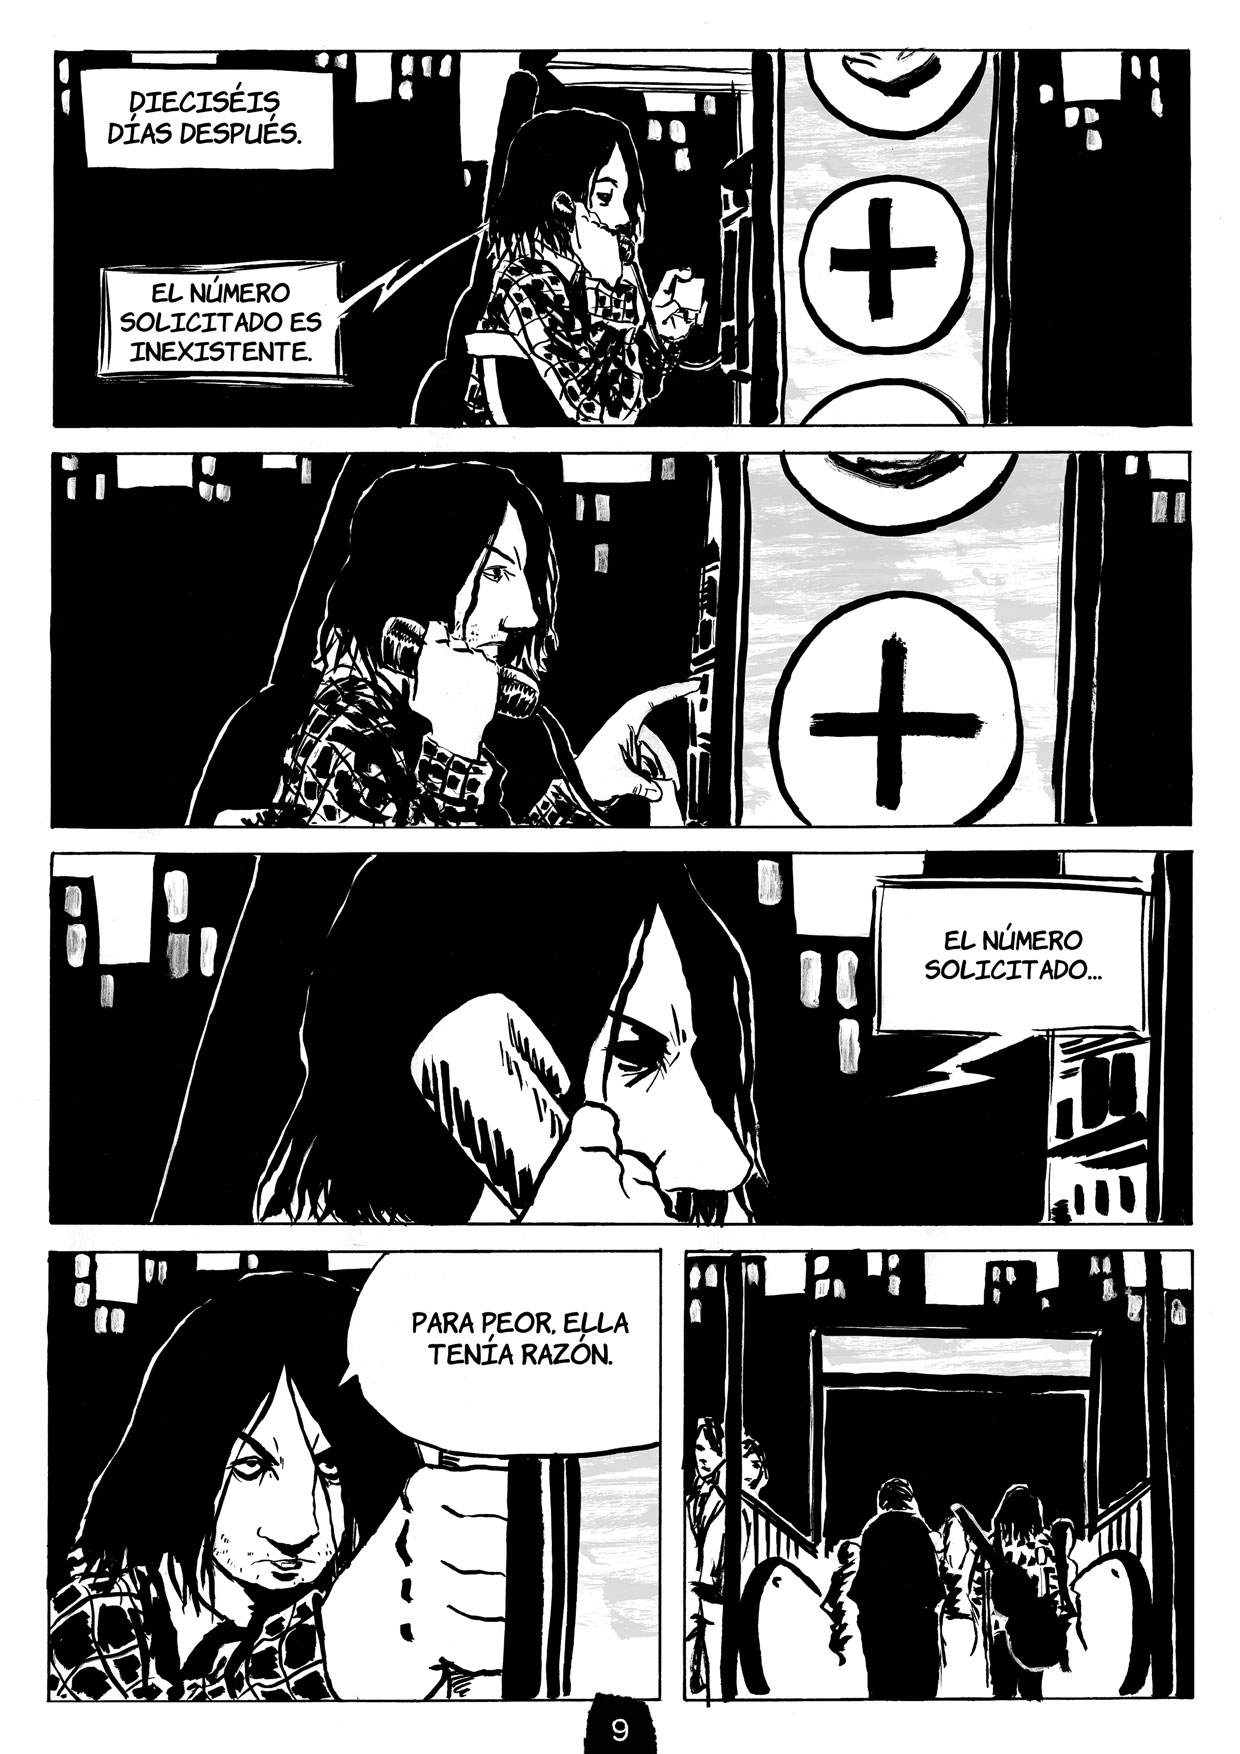 DIECISÉIS
DÍAS DESPUÉS.
EL NÚMERO
SOLICITADO ES
INEXISTENTE.
EL NÚMERO
SOLICITADO...
PARA PEOR, ELLA
TENÍA RAZÓN.
9